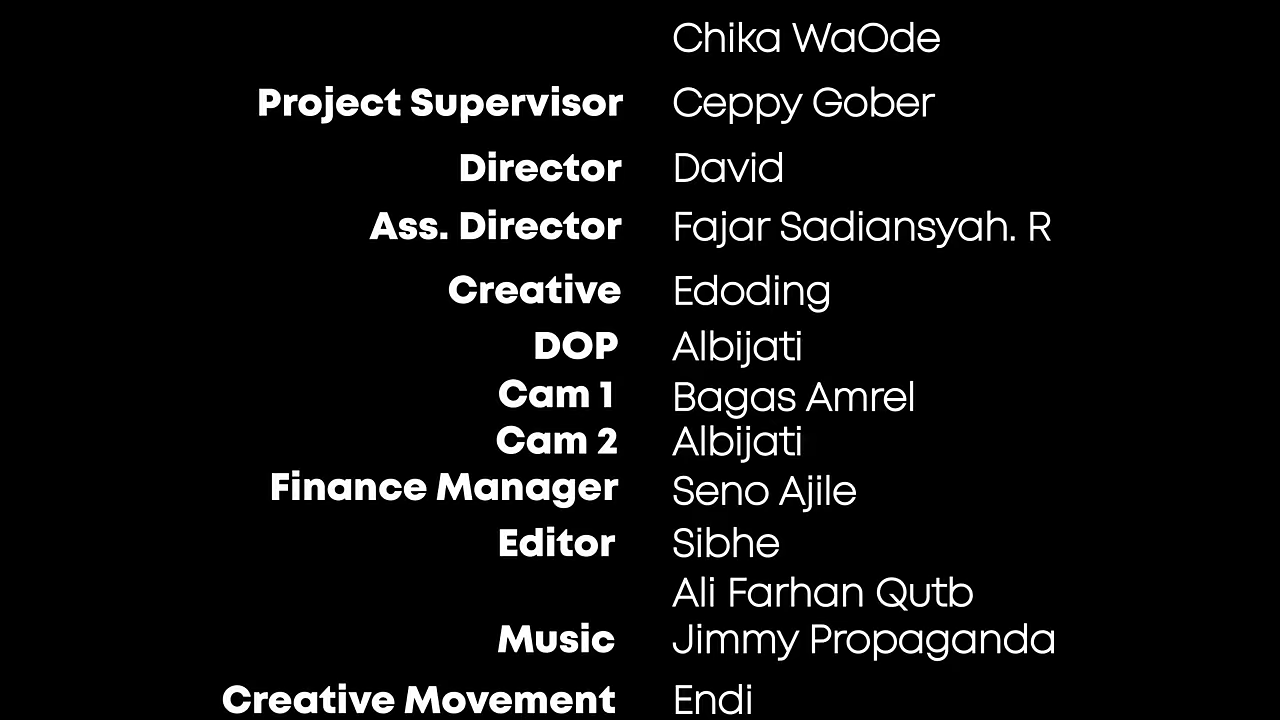 Chika WaOde
Project Supervisor Ceppy Gober
Director David
Ass. Director Fajar Sadiansyah. R
Creative Edoding
DOP Albijati
Cam 1 Bagas Amrel
Cam 2 Albijati
Finance Manager Seno Ajile
Editor Sibhe
Ali Farhan Qutb
Music Jimmy Propaganda
Creative Movement Endi